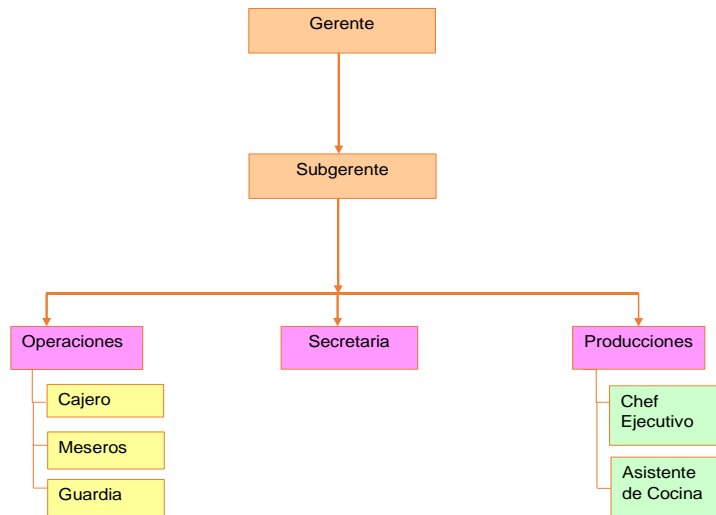 Gerente
Subgerente
Operaciones
Secretaria
Producciones
Cajero
Meseros
Guardia
Chef
Ejecutivo
Asistente
de Cocina